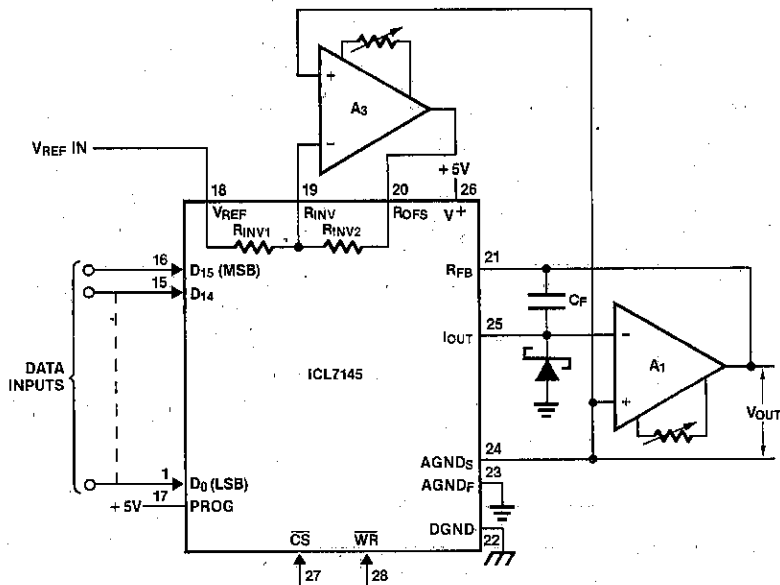 A3
+
−
VREF IN
+5V
18
19
20
26
VREF
RINV
ROFS
V+
RINV1
RINV2
16
D15 (MSB)
15
D14
21
RFB
CF
25
IOUT
−
A1
+
VOUT
DATA
INPUTS
ICL7145
24
AGNDS
23
AGNDF
1
D0 (LSB)
17
+5V
PROG
DGND
22
CS
WR
27
28